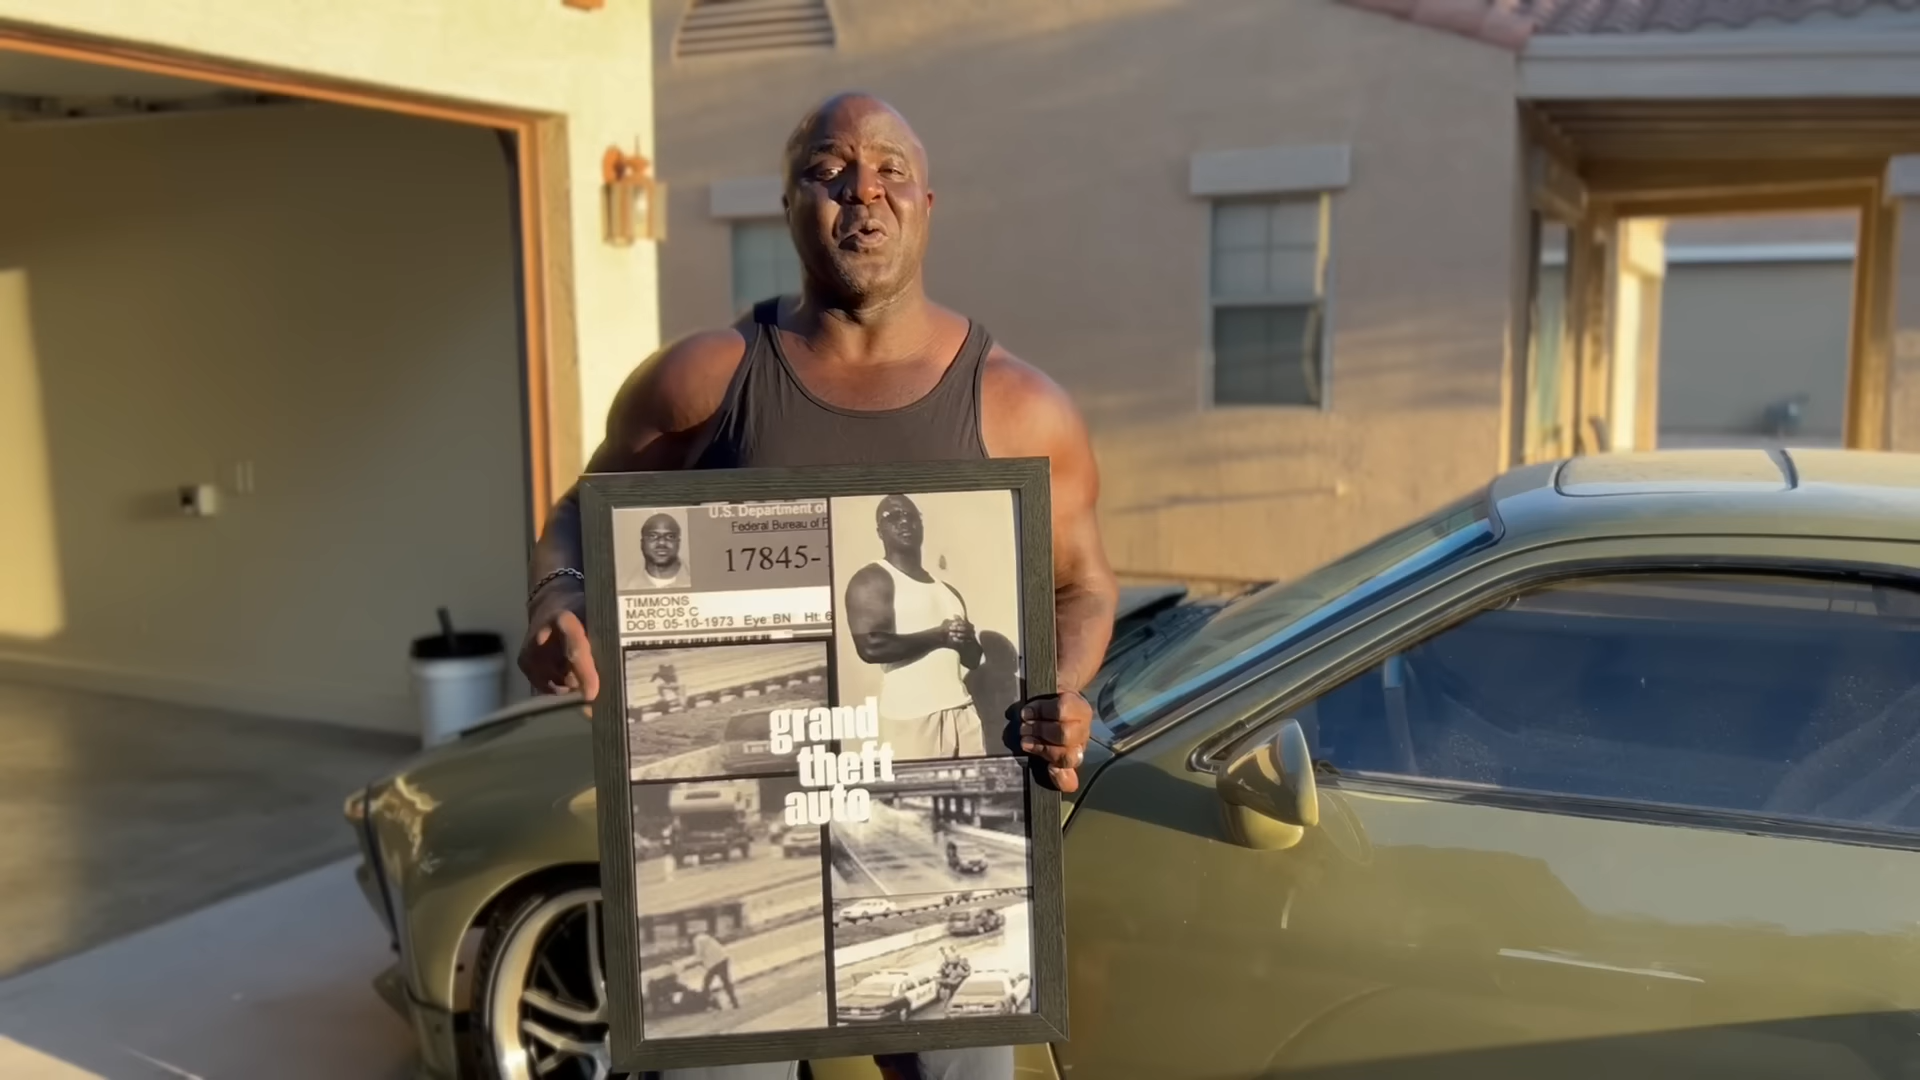 U.S. Department of
Federal Bureau of P
17845-1
TIMMONS
MARCUS C
DOB: 05-10-1973 Eye: BN Ht: 6
grand
theft
auto